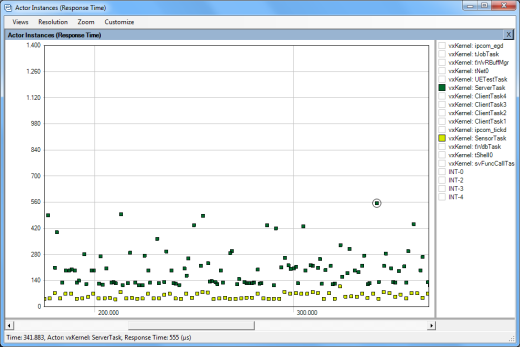 Actor Instances (Response Time)
Views Resolution Zoom Customize
Actor Instances (Response Time) X
1.400
1.260
1.120
980
840
700
560
420
280
140
0
200.000 300.000
vxKernel: ipcom_egd
vxKernel: tJobTask
vxKernel: tVxRBuffMgr
vxKernel: tNet0
vxKernel: UETestTask
vxKernel: ServerTask
vxKernel: ClientTask4
vxKernel: ClientTask3
vxKernel: ClientTask2
vxKernel: ClientTask1
vxKernel: ipcom_tickd
vxKernel: SensorTask
vxKernel: tVxdbTask
vxKernel: tShell0
vxKernel: svFuncCallTas
INT-0
INT-2
INT-3
INT-4
Time: 341.883, Actor: vxKernel: ServerTask, Response Time: 555 (µs)